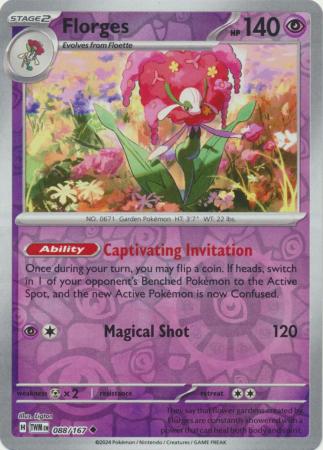 STAGE2
Florges
HP 140
Evolves from Floette
NO. 0671 Garden Pokémon HT: 3'7" WT: 22 lbs.
Ability Captivating Invitation
Once during your turn, you may flip a coin. If heads, switch
in 1 of your opponent's Benched Pokémon to the
Active Spot, and the new Active Pokémon is now Confused.
Magical Shot 120
weakness ×2 resistance retreat
Illus. Ligton
H TWM EN 088/167
They say that flower gardens created by
Florges are constantly showered with a
power that can heal both body and spirit.
©2024 Pokémon / Nintendo / Creatures / GAME FREAK